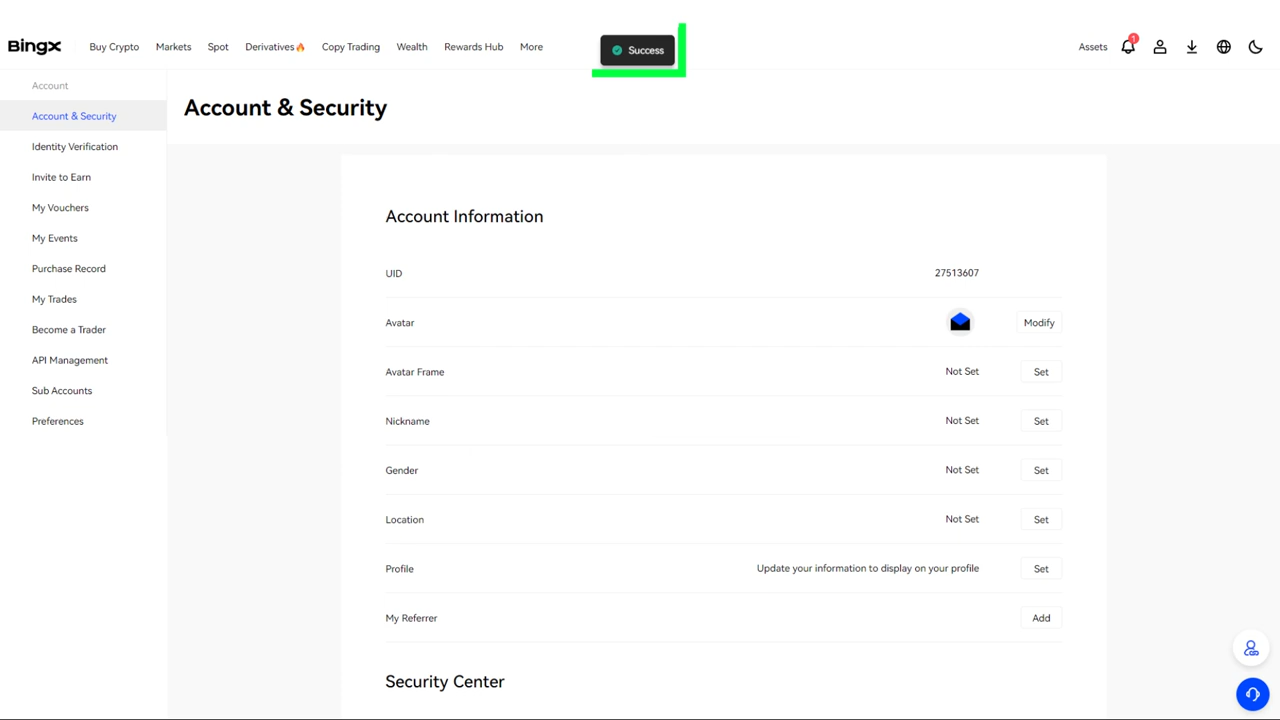 BingX
Buy Crypto
Markets
Spot
Derivatives
Copy Trading
Wealth
Rewards Hub
More
Success
Assets
1
Account
Account & Security
Identity Verification
Invite to Earn
My Vouchers
My Events
Purchase Record
My Trades
Become a Trader
API Management
Sub Accounts
Preferences
Account & Security
Account Information
UID 27513607
Avatar Modify
Avatar Frame Not Set Set
Nickname Not Set Set
Gender Not Set Set
Location Not Set Set
Profile Update your information to display on your profile Set
My Referrer Add
Security Center